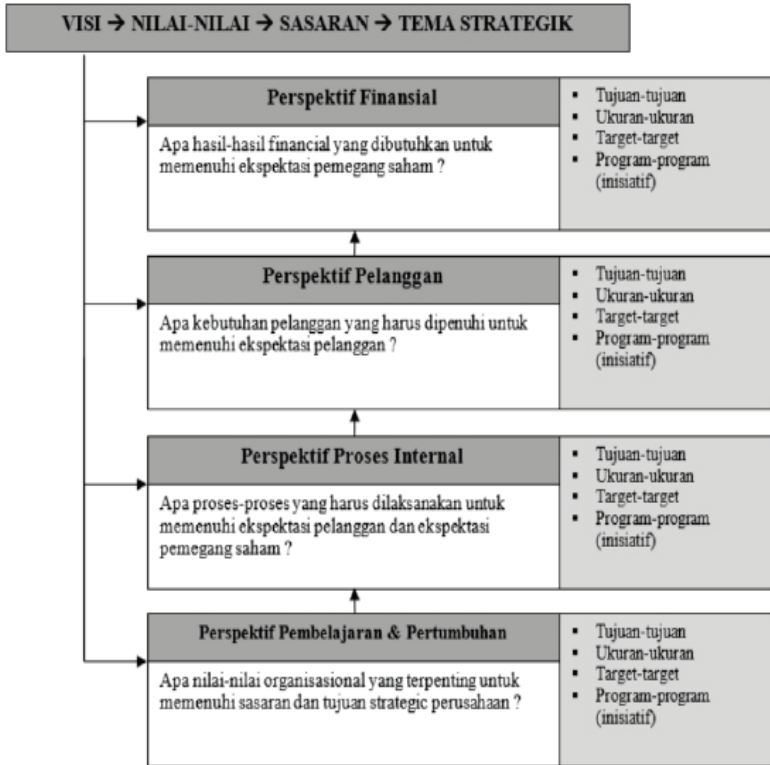 VISI → NILAI-NILAI → SASARAN → TEMA STRATEGIK
Perspektif Finansial
Apa hasil-hasil financial yang dibutuhkan untuk
memenuhi ekspektasi pemegang saham ?
▪ Tujuan-tujuan
▪ Ukuran-ukuran
▪ Target-target
▪ Program-program
(inisiatif)
Perspektif Pelanggan
Apa kebutuhan pelanggan yang harus dipenuhi untuk
memenuhi ekspektasi pelanggan ?
▪ Tujuan-tujuan
▪ Ukuran-ukuran
▪ Target-target
▪ Program-program
(inisiatif)
Perspektif Proses Internal
Apa proses-proses yang harus dilaksanakan untuk
memenuhi ekspektasi pelanggan dan ekspektasi
pemegang saham ?
▪ Tujuan-tujuan
▪ Ukuran-ukuran
▪ Target-target
▪ Program-program
(inisiatif)
Perspektif Pembelajaran & Pertumbuhan
Apa nilai-nilai organisasional yang terpenting untuk
memenuhi sasaran dan tujuan strategic perusahaan ?
▪ Tujuan-tujuan
▪ Ukuran-ukuran
▪ Target-target
▪ Program-program
(inisiatif)